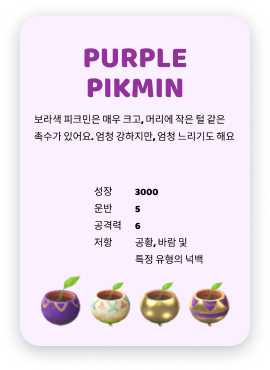 PURPLE
PIKMIN
보라색 피크민은 매우 크고, 머리에 작은 털 같은
촉수가 있어요. 엄청 강하지만, 엄청 느리기도 해요
성장 3000
운반 5
공격력 6
저항 공황, 바람 및
특정 유형의 넉백